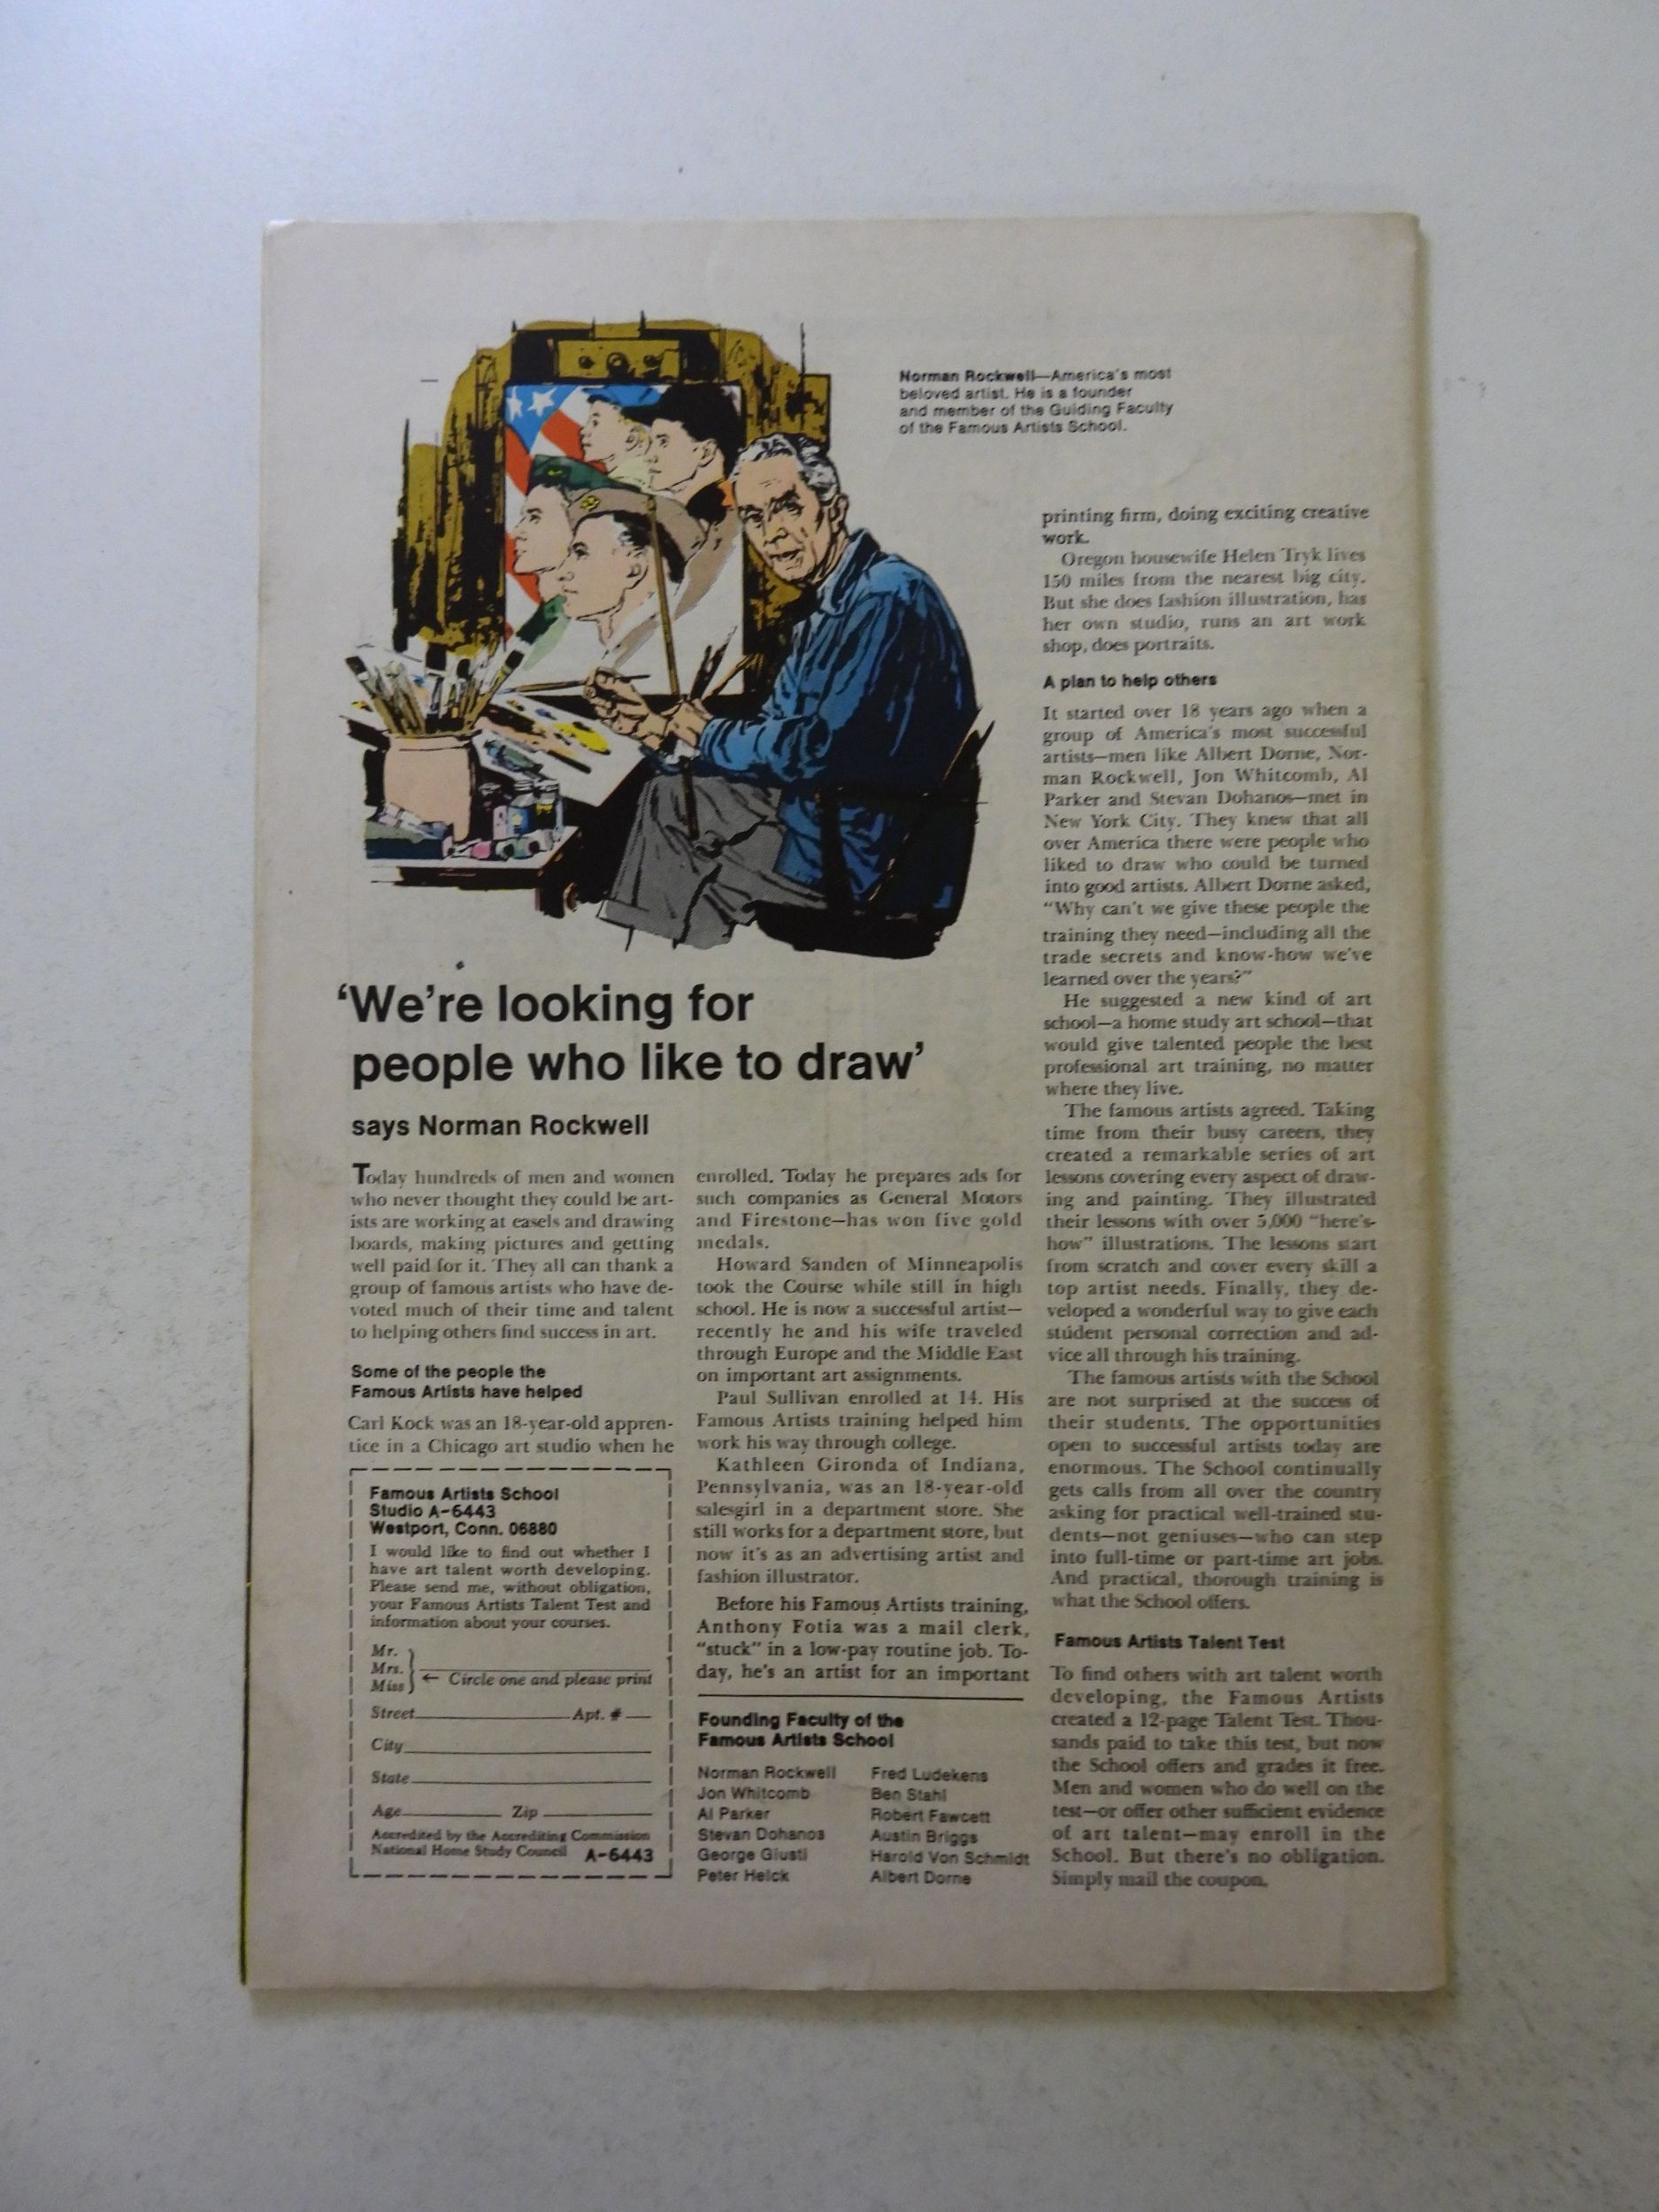 Norman Rockwell—America's most
beloved artist. He is a founder
and member of the Guiding Faculty
of the Famous Artists School.
'We're looking for
people who like to draw'
says Norman Rockwell
Today hundreds of men and women
who never thought they could be art-
ists are working at easels and drawing
boards, making pictures and getting
well paid for it. They all can thank a
group of famous artists who have de-
voted much of their time and talent
to helping others find success in art.
Some of the people the
Famous Artists have helped
Carl Kock was an 18-year-old appren-
tice in a Chicago art studio when he
enrolled. Today he prepares ads for
such companies as General Motors
and Firestone—has won five gold
medals.
Howard Sanden of Minneapolis
took the Course while still in high
school. He is now a successful artist—
recently he and his wife traveled
through Europe and the Middle East
on important art assignments.
Paul Sullivan enrolled at 14. His
Famous Artists training helped him
work his way through college.
Kathleen Gironda of Indiana,
Pennsylvania, was an 18-year-old
salesgirl in a department store. She
still works for a department store, but
now it's as an advertising artist and
fashion illustrator.
Before his Famous Artists training,
Anthony Fotia was a mail clerk,
"stuck" in a low-pay routine job. To-
day, he's an artist for an important
printing firm, doing exciting creative
work.
Oregon housewife Helen Tryk lives
150 miles from the nearest big city.
But she does fashion illustration, has
her own studio, runs an art work
shop, does portraits.
A plan to help others
It started over 18 years ago when a
group of America's most successful
artists—men like Albert Dorne, Nor-
man Rockwell, Jon Whitcomb, Al
Parker and Stevan Dohanos—met in
New York City. They knew that all
over America there were people who
liked to draw who could be turned
into good artists. Albert Dorne asked,
"Why can't we give these people the
training they need—including all the
trade secrets and know-how we've
learned over the years?"
He suggested a new kind of art
school—a home study art school—that
would give talented people the best
professional art training, no matter
where they live.
The famous artists agreed. Taking
time from their busy careers, they
created a remarkable series of art
lessons covering every aspect of draw-
ing and painting. They illustrated
their lessons with over 5,000 "here's-
how" illustrations. The lessons start
from scratch and cover every skill a
top artist needs. Finally, they de-
veloped a wonderful way to give each
student personal correction and ad-
vice all through his training.
The famous artists with the School
are not surprised at the success of
their students. The opportunities
open to successful artists today are
enormous. The School continually
gets calls from all over the country
asking for practical well-trained stu-
dents—not geniuses—who can step
into full-time or part-time art jobs.
And practical, thorough training is
what the School offers.
Famous Artists Talent Test
To find others with art talent worth
developing, the Famous Artists
created a 12-page Talent Test. Thou-
sands paid to take this test, but now
the School offers and grades it free.
Men and women who do well on the
test—or offer other sufficient evidence
of art talent—may enroll in the
School. But there's no obligation.
Simply mail the coupon.
Famous Artists School
Studio A-6443
Westport, Conn. 06880
I would like to find out whether I
have art talent worth developing.
Please send me, without obligation,
your Famous Artists Talent Test and
information about your courses.
Mr.
Mrs.
Miss
← Circle one and please print
Street Apt. #
City
State
Age Zip
Accredited by the Accrediting Commission
National Home Study Council A-6443
Founding Faculty of the
Famous Artists School
Norman Rockwell
Jon Whitcomb
Al Parker
Stevan Dohanos
George Giusti
Peter Helck
Fred Ludekens
Ben Stahl
Robert Fawcett
Austin Briggs
Harold Von Schmidt
Albert Dorne